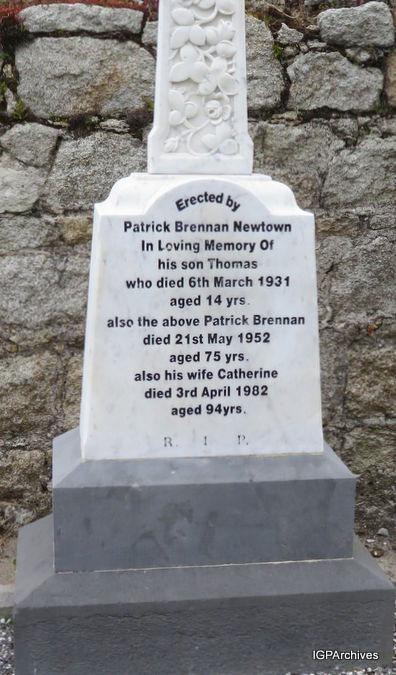 Erected by
Patrick Brennan Newtown
In Loving Memory Of
his son Thomas
who died 6th March 1931
aged 14 yrs.
also the above Patrick Brennan
died 21st May 1952
aged 75 yrs.
also his wife Catherine
died 3rd April 1982
aged 94yrs.
R. I P.
IGPArchives